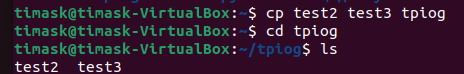 timask@timask-VirtualBox:~$ cp test2 test3 tpiog
timask@timask-VirtualBox:~$ cd tpiog
timask@timask-VirtualBox:~/tpiog$ ls
test2  test3